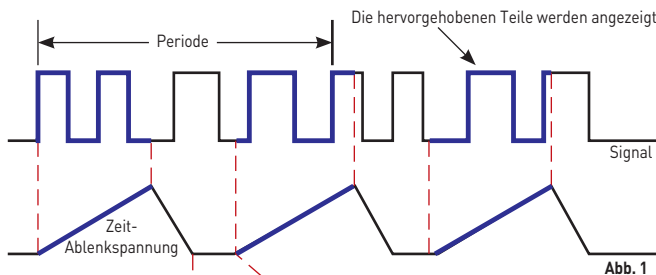 Die hervorgehobenen Teile werden angezeigt
Periode
Signal
Zeit-
Ablenkspannung
Abb. 1